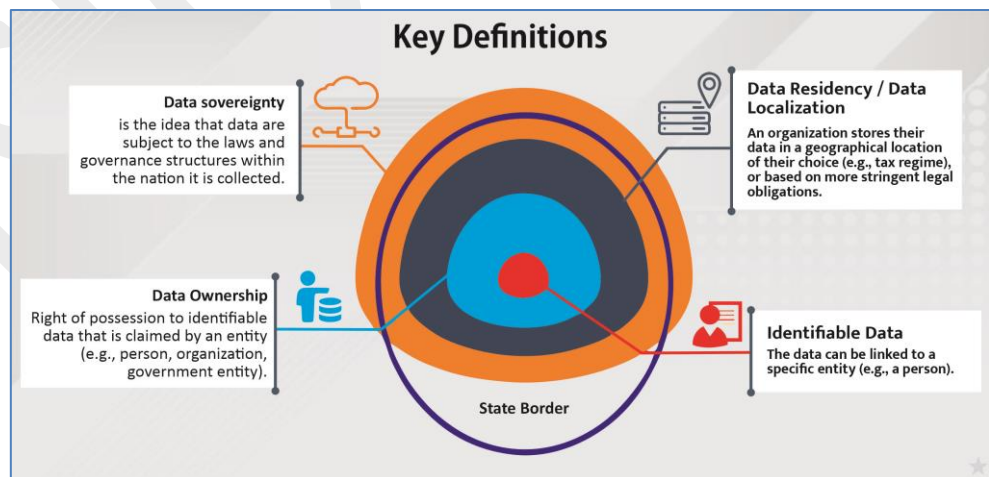 Key Definitions
Data sovereignty
is the idea that data are
subject to the laws and
governance structures within
the nation it is collected.
Data Residency / Data
Localization
An organization stores their
data in a geographical location
of their choice (e.g., tax regime),
or based on more stringent legal
obligations.
Data Ownership
Right of possession to identifiable
data that is claimed by an entity
(e.g., person, organization,
government entity).
Identifiable Data
The data can be linked to a
specific entity (e.g., a person).
State Border